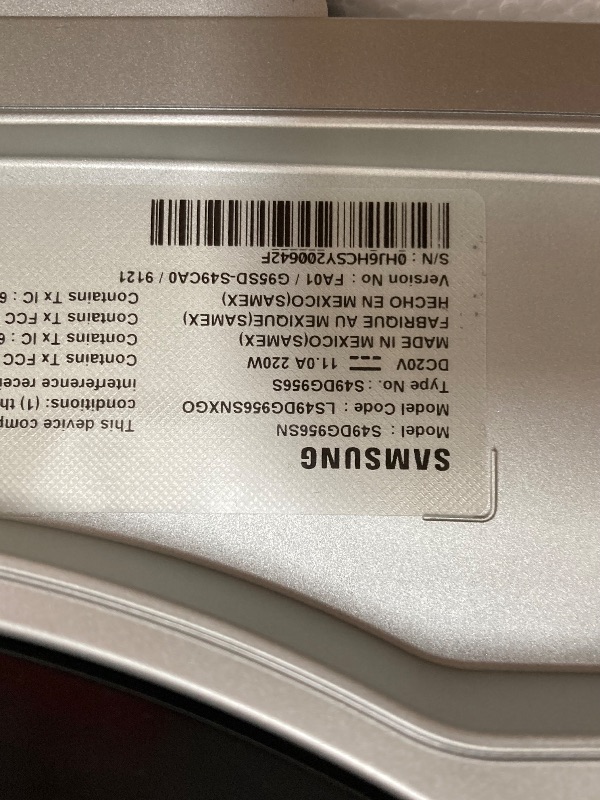 SAMSUNG
Model : S49DG956SN
Model Code : LS49DG956SNXGO
Type No. : S49DG956S
DC20V ⎓ 11.0A 220W
MADE IN MEXICO(SAMEX)
FABRIQUE AU MEXIQUE(SAMEX)
HECHO EN MEXICO(SAMEX)
Version No : FA01 / G95SD-S49CA0 / 9121
S/N : 0HJ6HCSY200642F
This device comp
conditions: (1) th
interference recei
Contains Tx FCC
Contains Tx IC : 6
Contains Tx FCC
Contains Tx IC : 6